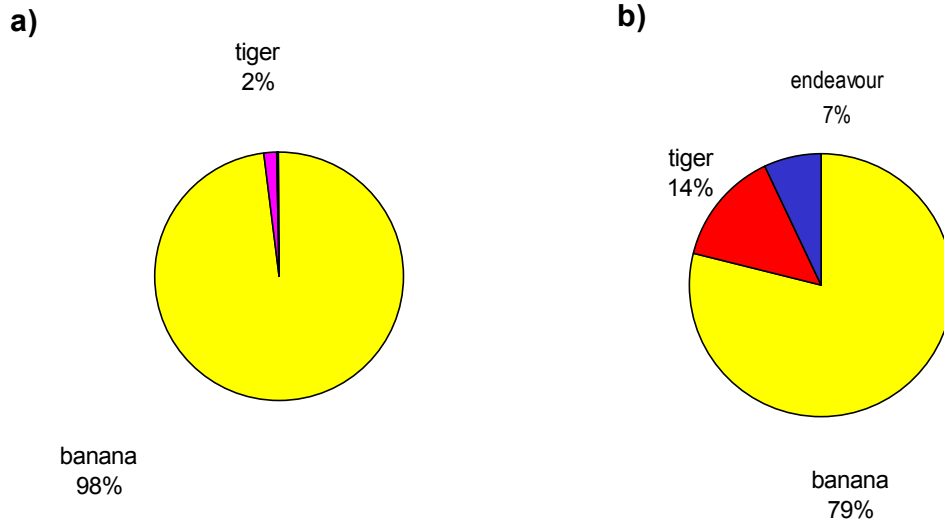 a)
tiger
2%
banana
98%
b)
endeavour
7%
tiger
14%
banana
79%